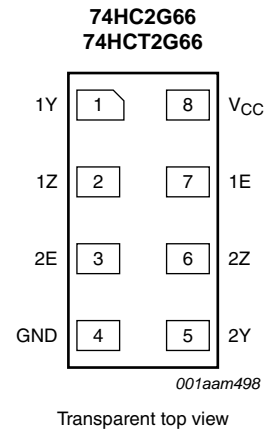 74HC2G66
74HCT2G66
1Y 1 8 VCC
1Z 2 7 1E
2E 3 6 2Z
GND 4 5 2Y
001aam498
Transparent top view